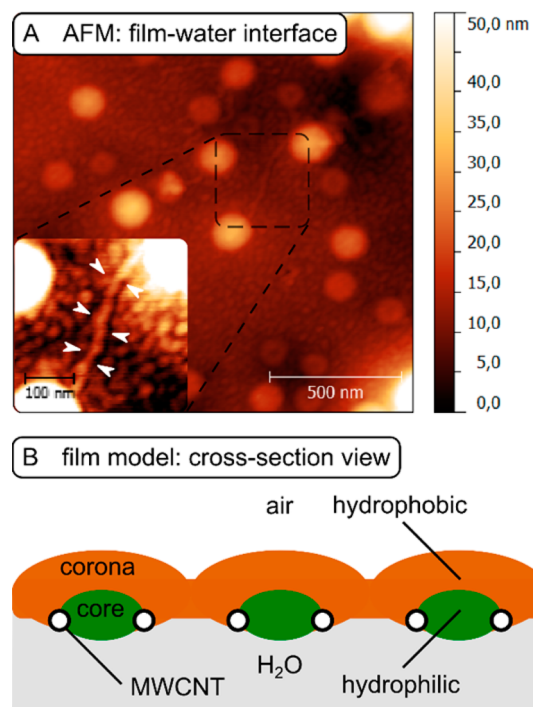 A AFM: film-water interface
50,0 nm
40,0
35,0
30,0
25,0
20,0
15,0
10,0
5,0
0,0
100 nm
500 nm
B film model: cross-section view
air
hydrophobic
corona
core
MWCNT
H₂O
hydrophilic